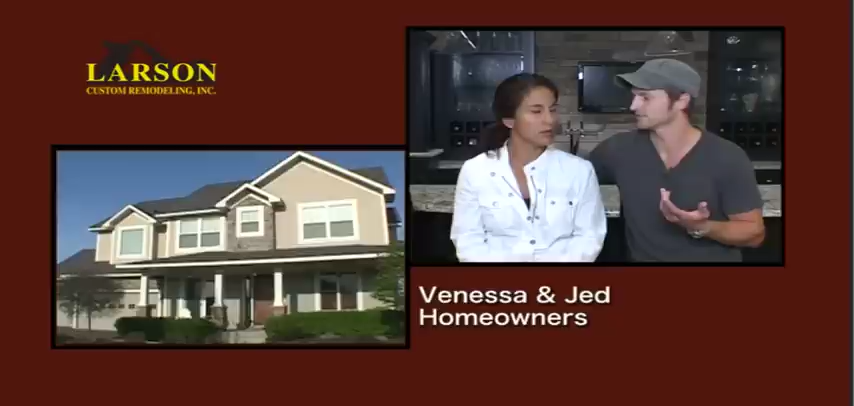 LARSON
CUSTOM REMODELING, INC.
Venessa & Jed
Homeowners